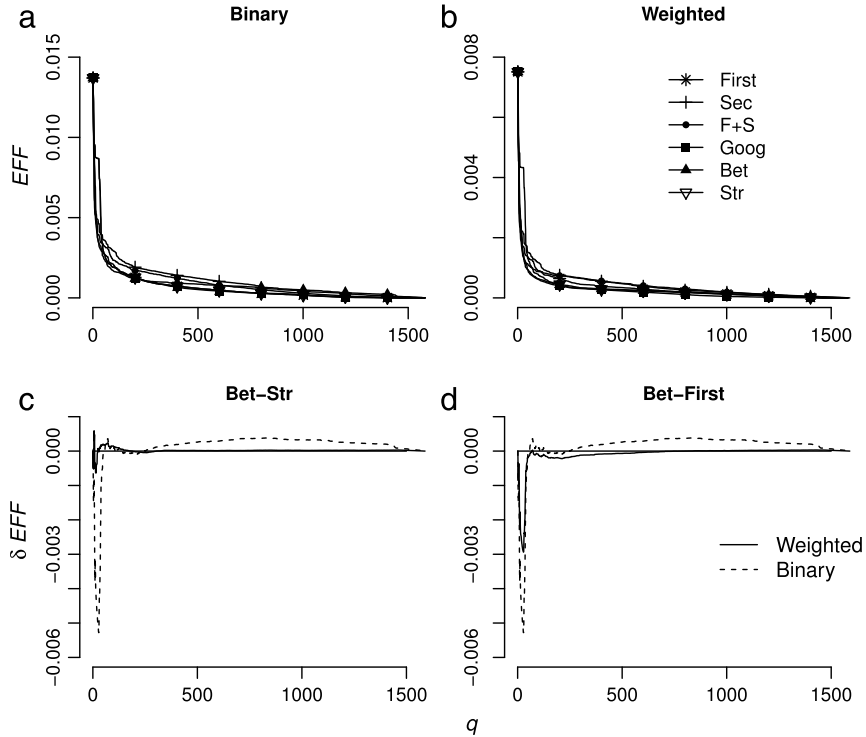 a
Binary
b
Weighted
EFF
0.015
0.010
0.005
0.000
0.008
0.004
0.000
First
Sec
F+S
Goog
Bet
Str
0 500 1000 1500
0 500 1000 1500
c
Bet−Str
d
Bet−First
δ EFF
0.000
−0.003
−0.006
0.000
−0.003
−0.006
Weighted
Binary
0 500 1000 1500
0 500 1000 1500
q